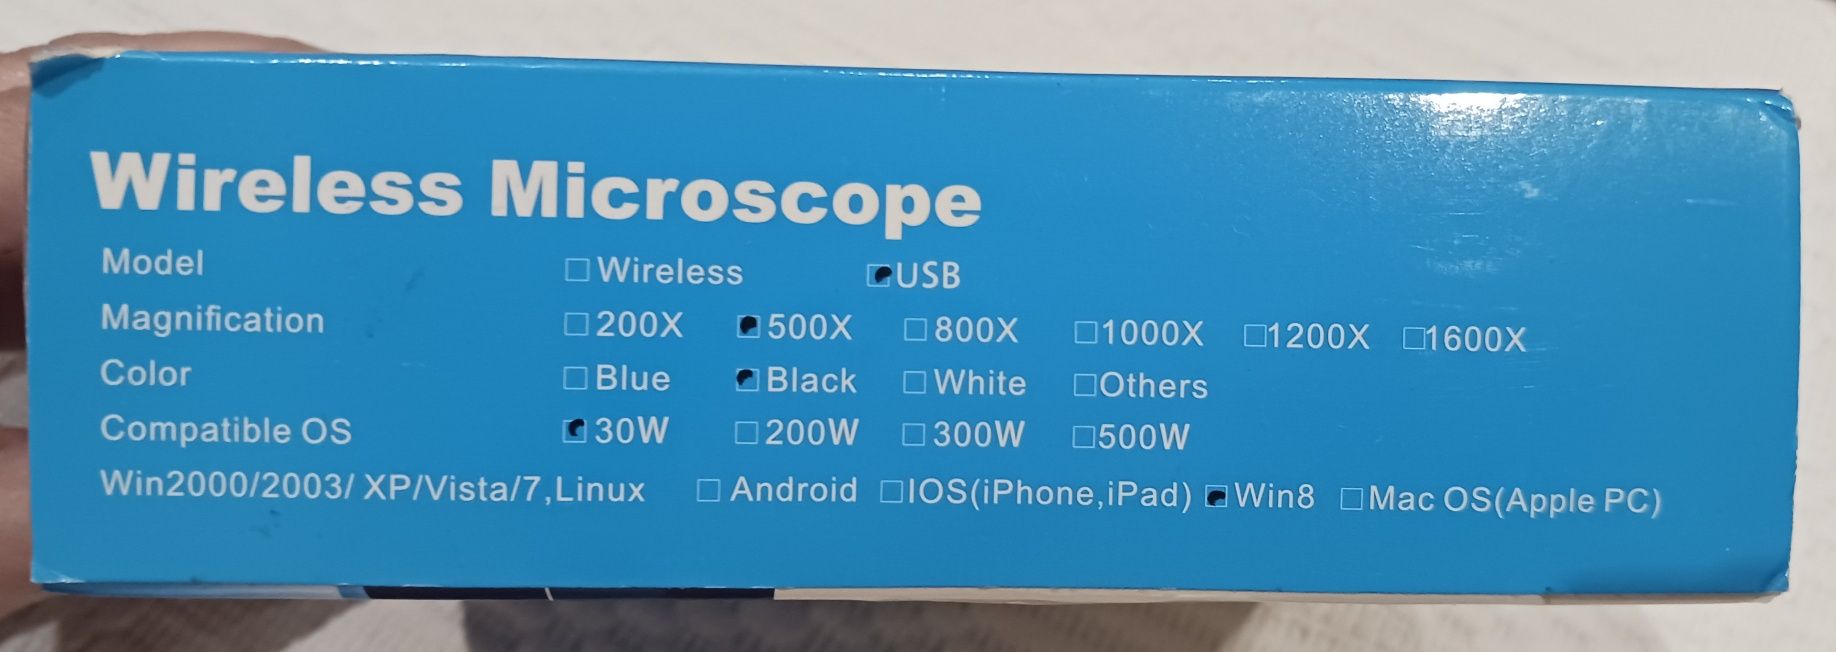 Wireless Microscope
Model ☐ Wireless ☑ USB
Magnification ☐ 200X ☑ 500X ☐ 800X ☐ 1000X ☐ 1200X ☐ 1600X
Color ☐ Blue ☑ Black ☐ White ☐ Others
Compatible OS ☑ 30W ☐ 200W ☐ 300W ☐ 500W
Win2000/2003/ XP/Vista/7,Linux ☐ Android ☐ IOS(iPhone,iPad) ☑ Win8 ☐ Mac OS(Apple PC)